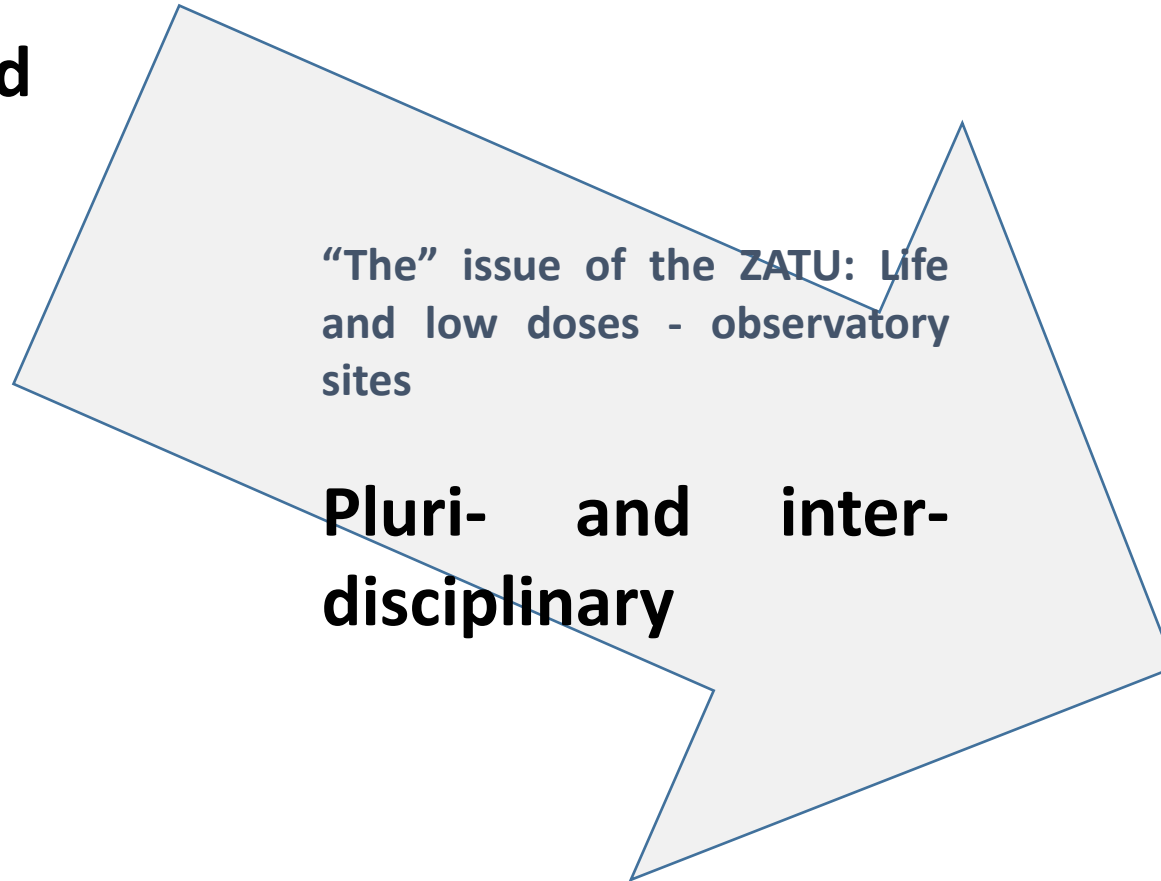 d
“The” issue of the ZATU: Life
and low doses - observatory
sites
Pluri- and inter-
disciplinary